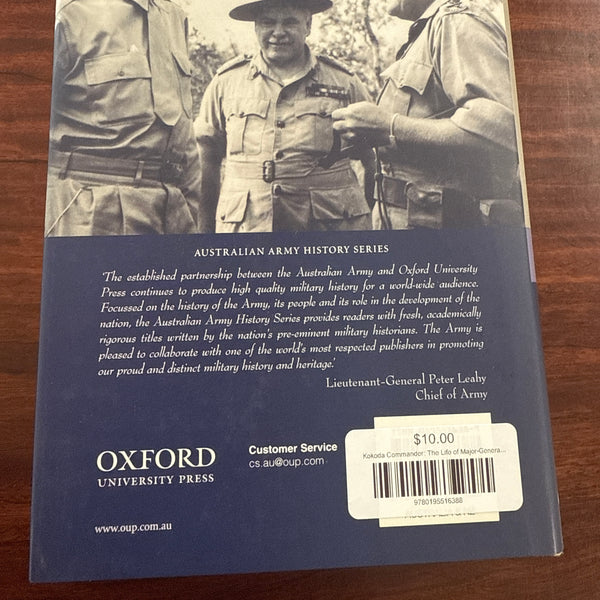 AUSTRALIAN ARMY HISTORY SERIES
'The established partnership between the Australian Army and Oxford University
Press continues to produce high quality military history for a world-wide audience.
Focussed on the history of the Army, its people and its role in the development of the
nation, the Australian Army History Series provides readers with fresh, academically
rigorous titles written by the nation's pre-eminent military historians. The Army is
pleased to collaborate with one of the world's most respected publishers in promoting
our proud and distinct military history and heritage.'
Lieutenant-General Peter Leahy
Chief of Army
OXFORD
UNIVERSITY PRESS
www.oup.com.au
Customer Service
cs.au@oup.com
$10.00
Kokoda Commander: The Life of Major-Genera...
9780195516388